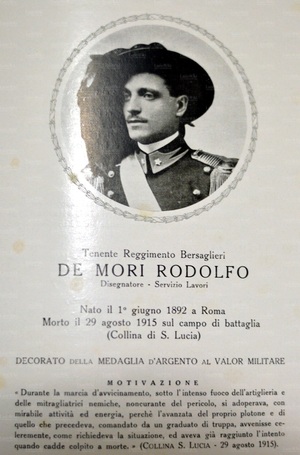 Tenente Reggimento Bersaglieri
DE MORI RODOLFO
Disegnatore - Servizio Lavori
Nato il 1° giugno 1892 a Roma
Morto il 29 agosto 1915 sul campo di battaglia
(Collina di S. Lucia)
DECORATO DELLA MEDAGLIA D'ARGENTO AL VALOR MILITARE
MOTIVAZIONE
« Durante la marcia d'avvicinamento, sotto l'intenso fuoco dell'artiglieria e
delle mitragliatrici nemiche, noncurante del pericolo, si adoperava, con
mirabile attività ed energia, perchè l'avanzata del proprio plotone e di
quello che precedeva, comandato da un graduato di truppa, avvenisse ce-
leremente, come richiedeva la situazione, ed aveva già raggiunto l'intento
quando cadde colpito a morte. » (COLLINA S. LUCIA - 29 agosto 1915).